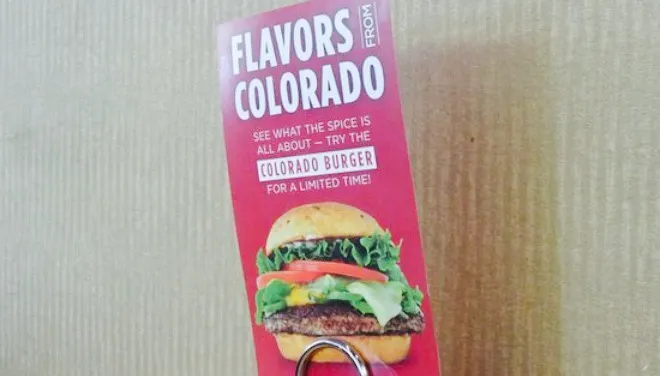 FLAVORS FROM
COLORADO
SEE WHAT THE SPICE IS
ALL ABOUT — TRY THE
COLORADO BURGER
FOR A LIMITED TIME!